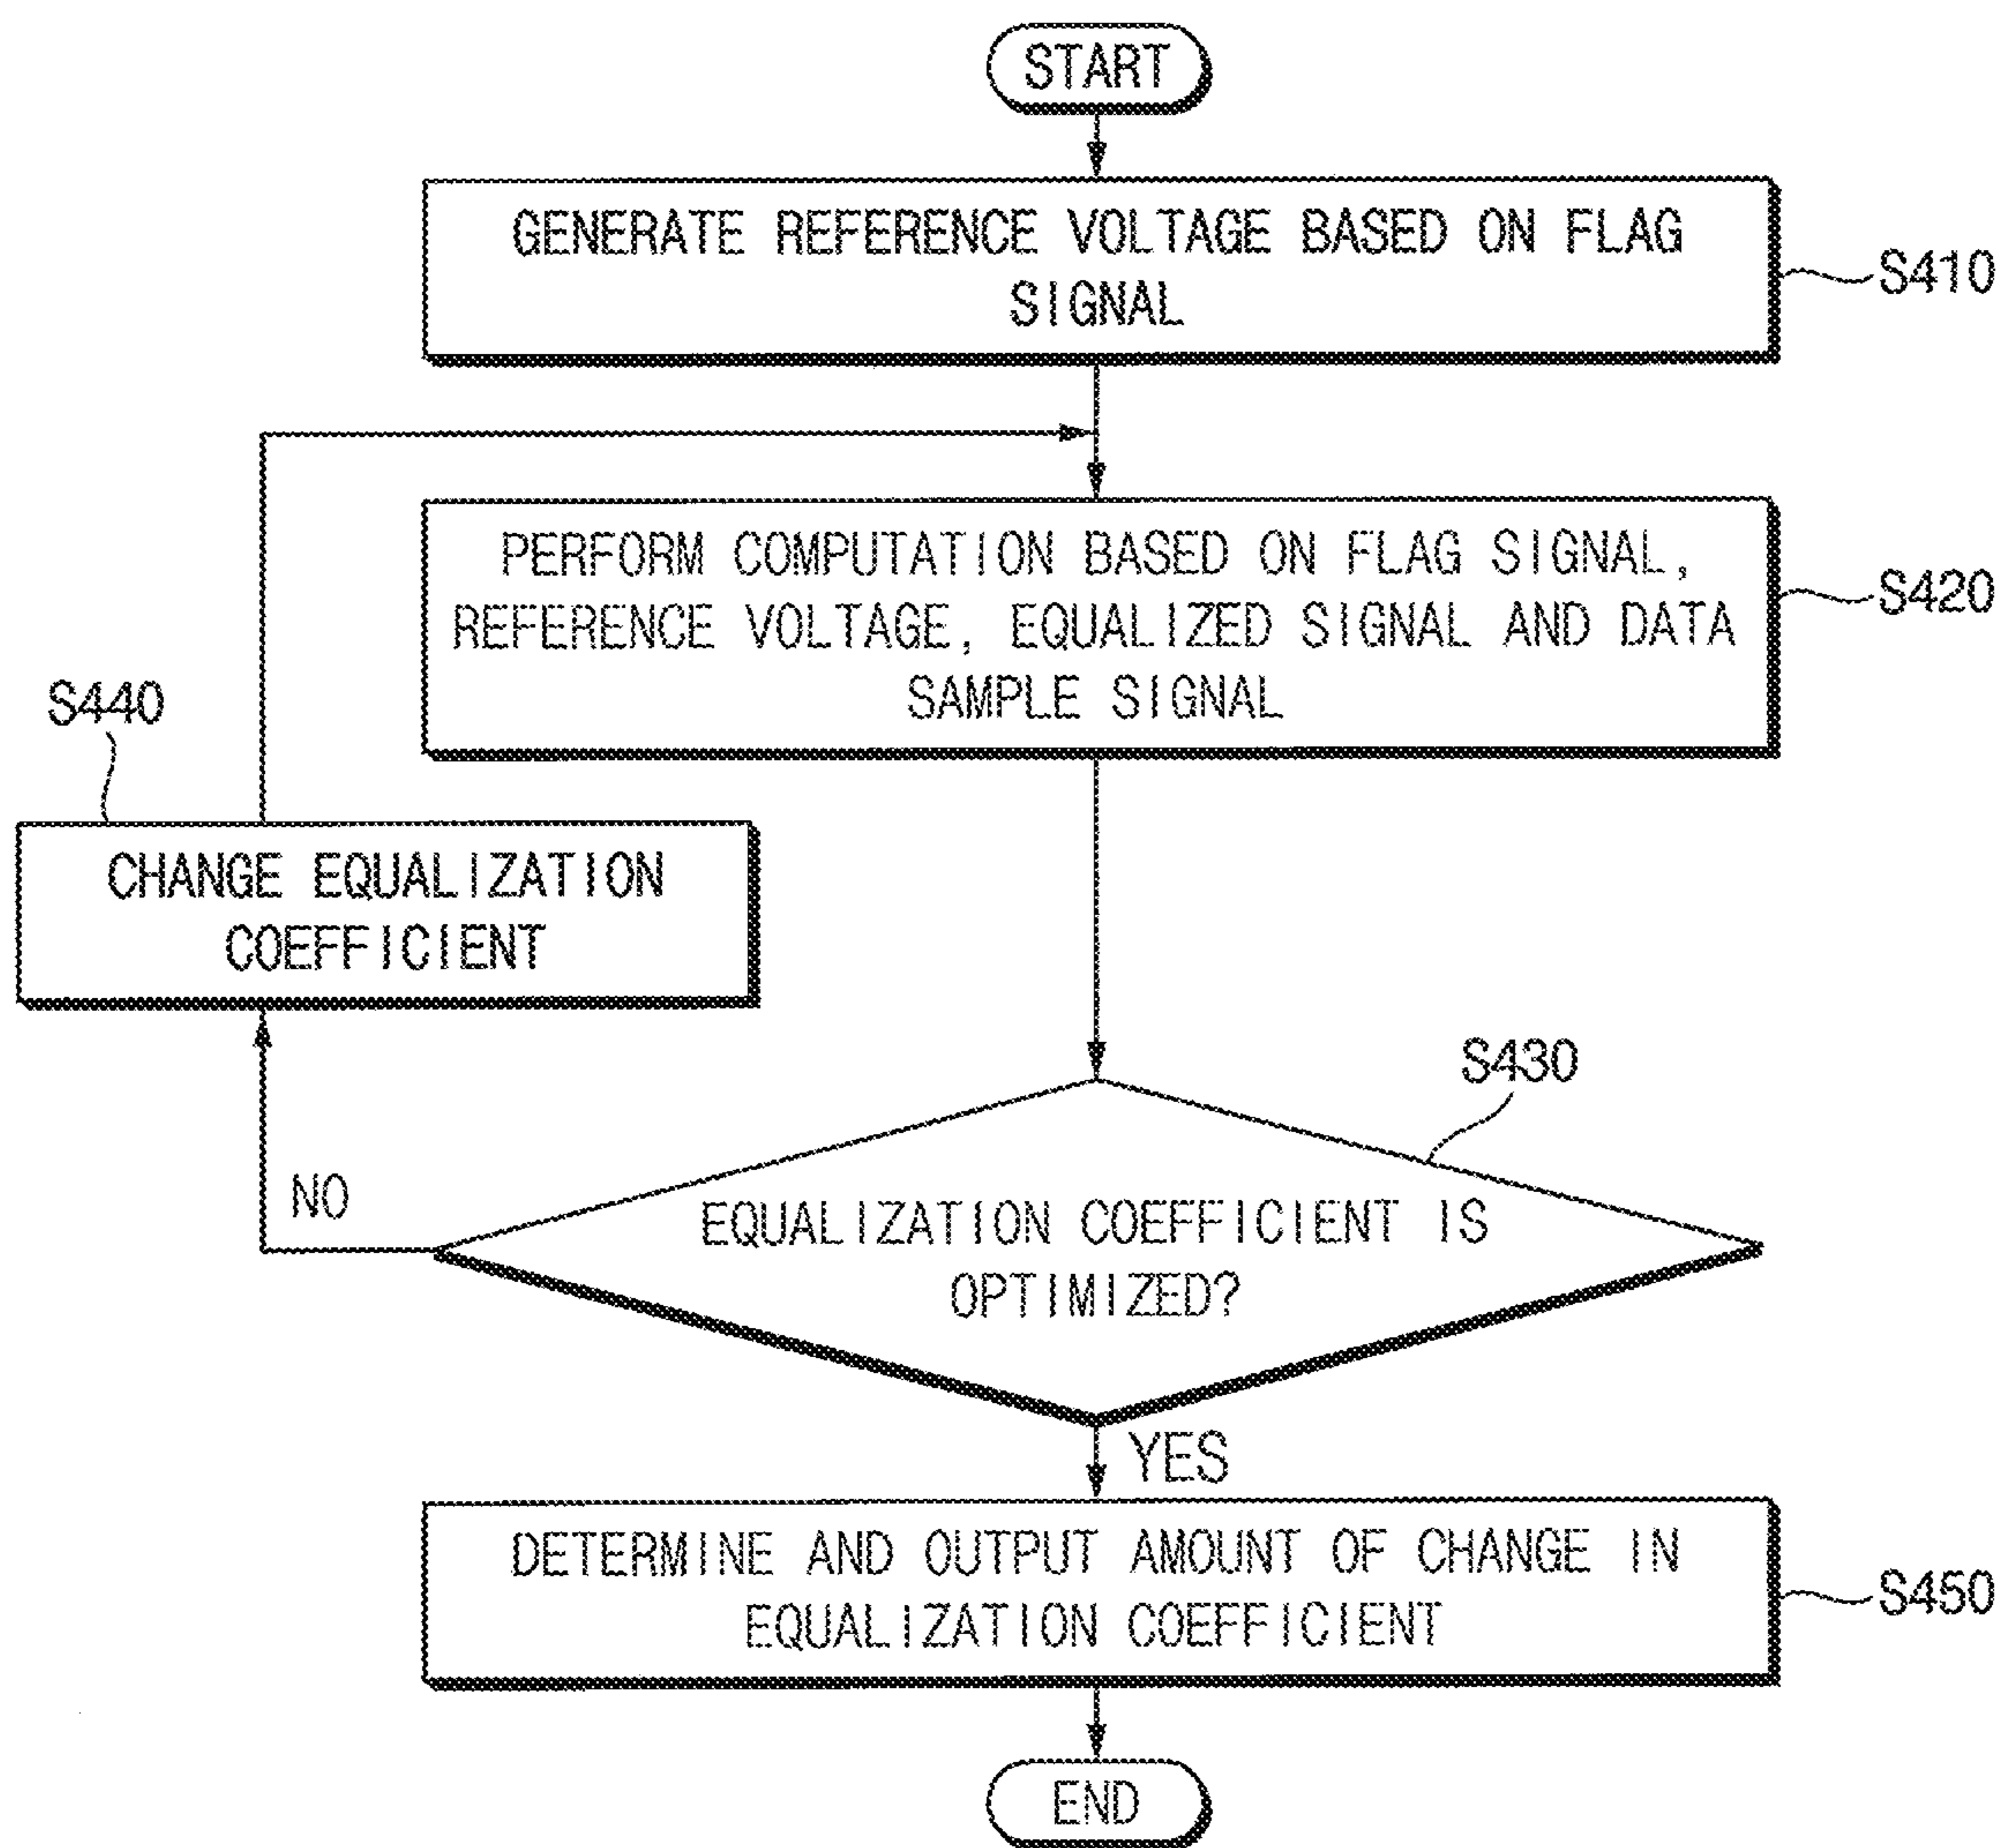 START
GENERATE REFERENCE VOLTAGE BASED ON FLAG
SIGNAL
S410
PERFORM COMPUTATION BASED ON FLAG SIGNAL,
REFERENCE VOLTAGE, EQUALIZED SIGNAL AND DATA
SAMPLE SIGNAL
S420
S440
CHANGE EQUALIZATION
COEFFICIENT
S430
NO
EQUALIZATION COEFFICIENT IS
OPTIMIZED?
YES
DETERMINE AND OUTPUT AMOUNT OF CHANGE IN
EQUALIZATION COEFFICIENT
S450
END